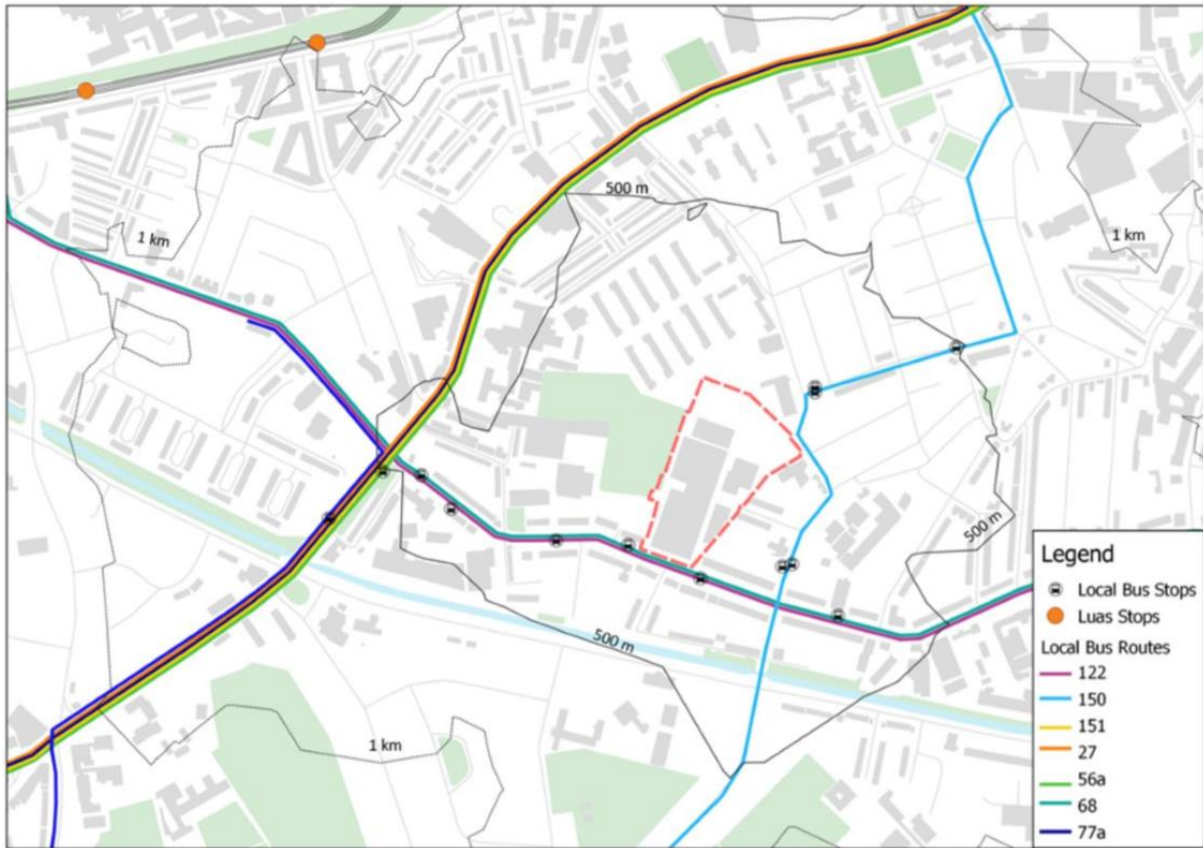 500 m
1 km
1 km
500 m
500 m
1 km
Legend
Local Bus Stops
Luas Stops
Local Bus Routes
122
150
151
27
56a
68
77a